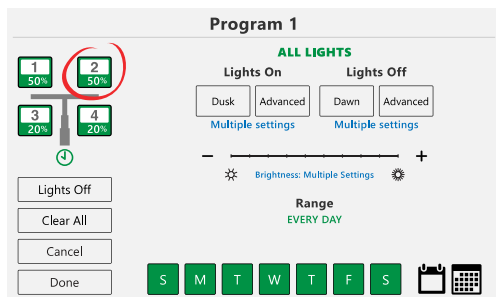 Program 1
ALL LIGHTS
Lights On Lights Off
Dusk Advanced Dawn Advanced
Multiple settings Multiple settings
1 2
50% 50%
3 4
20% 20%
− +
Brightness: Multiple Settings
Range
EVERY DAY
Lights Off
Clear All
Cancel
Done
S M T W T F S